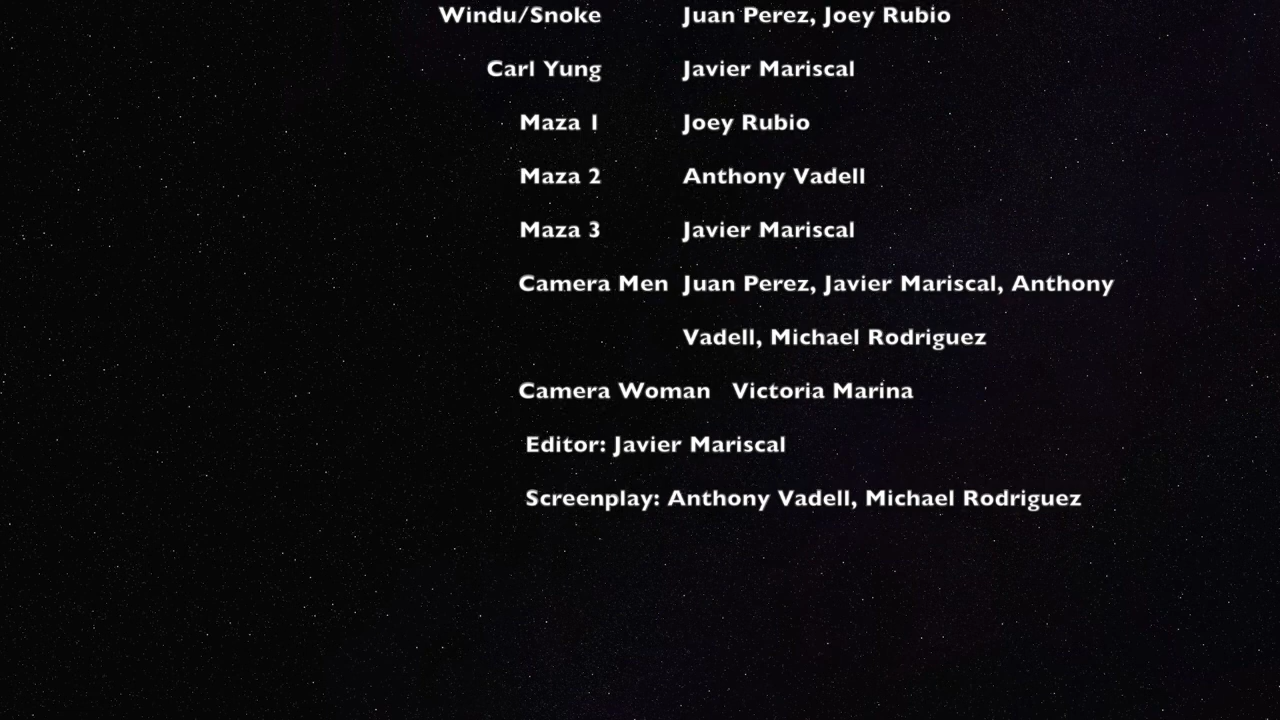 Windu/Snoke Juan Perez, Joey Rubio
Carl Yung Javier Mariscal
Maza 1 Joey Rubio
Maza 2 Anthony Vadell
Maza 3 Javier Mariscal
Camera Men Juan Perez, Javier Mariscal, Anthony
Vadell, Michael Rodriguez
Camera Woman Victoria Marina
Editor: Javier Mariscal
Screenplay: Anthony Vadell, Michael Rodriguez